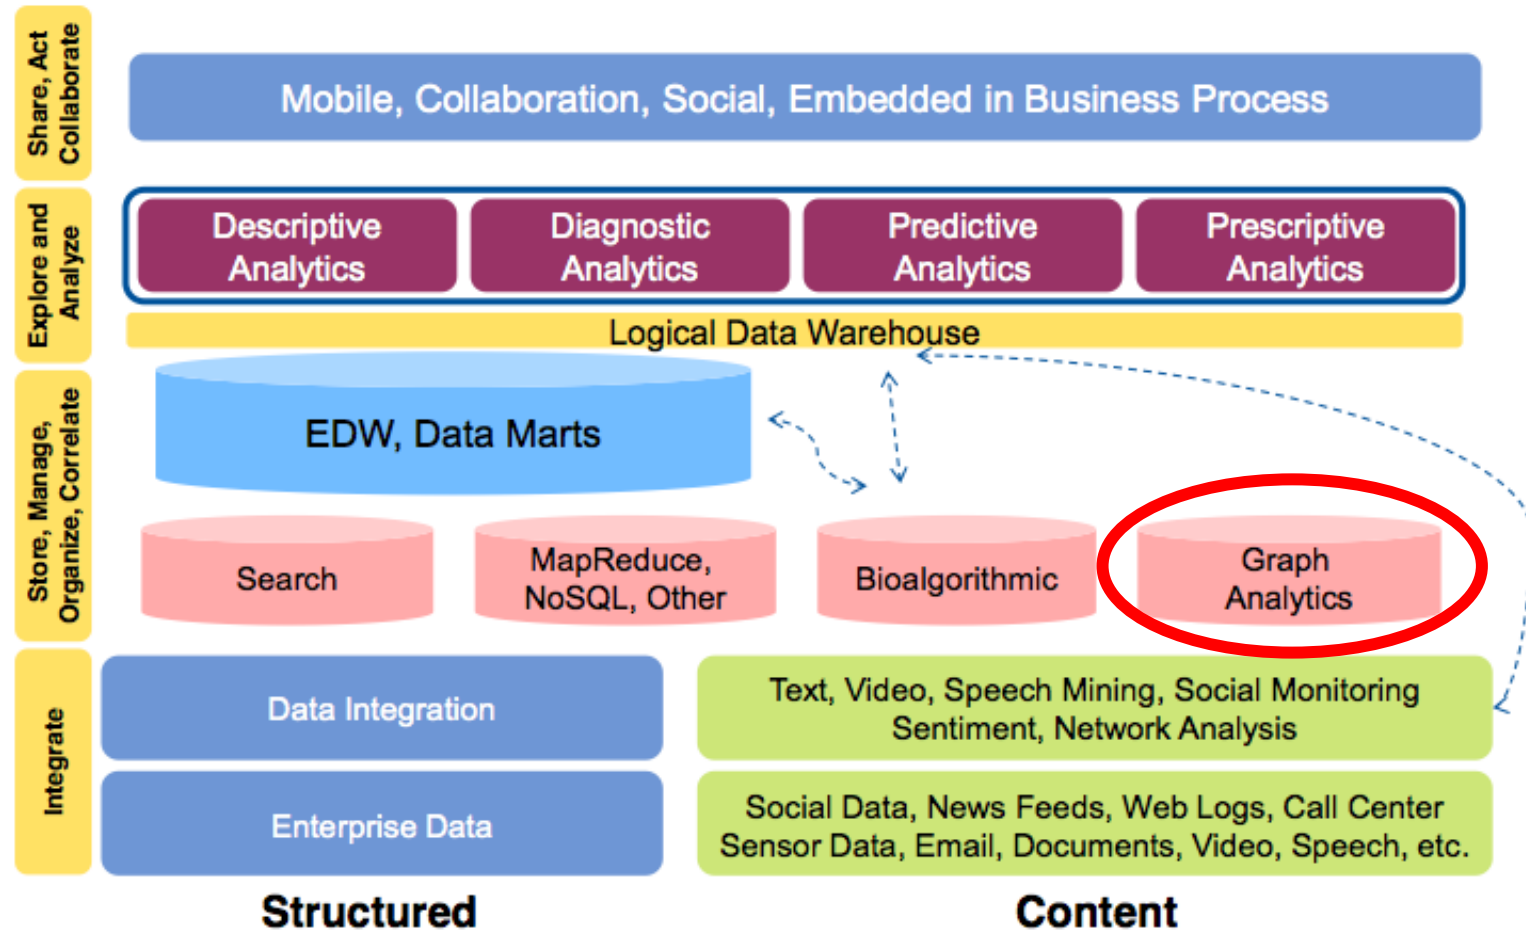 Share, Act
Collaborate
Mobile, Collaboration, Social, Embedded in Business Process
Explore and
Analyze
Descriptive
Analytics
Diagnostic
Analytics
Predictive
Analytics
Prescriptive
Analytics
Logical Data Warehouse
Store, Manage,
Organize, Correlate
EDW, Data Marts
Search
MapReduce,
NoSQL, Other
Bioalgorithmic
Graph
Analytics
Integrate
Data Integration
Text, Video, Speech Mining, Social Monitoring
Sentiment, Network Analysis
Enterprise Data
Social Data, News Feeds, Web Logs, Call Center
Sensor Data, Email, Documents, Video, Speech, etc.
Structured
Content